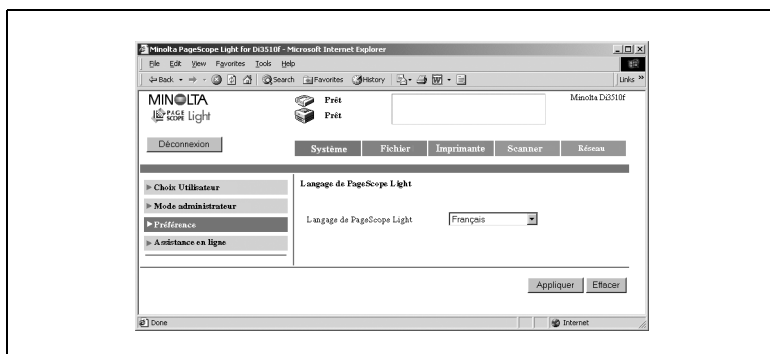 Minolta PageScope Light for Di3510f - Microsoft Internet Explorer
File Edit View Favorites Tools Help
Back Search Favorites History Links »
MINOLTA
PAGE SCOPE Light
Prêt
Prêt
Minolta Di3510f
Déconnexion
Système Fichier Imprimante Scanner Réseau
Choix Utilisateur
Mode administrateur
Préférence
Assistance en ligne
Langage de PageScope Light
Langage de PageScope Light Français
Appliquer Effacer
Done Internet